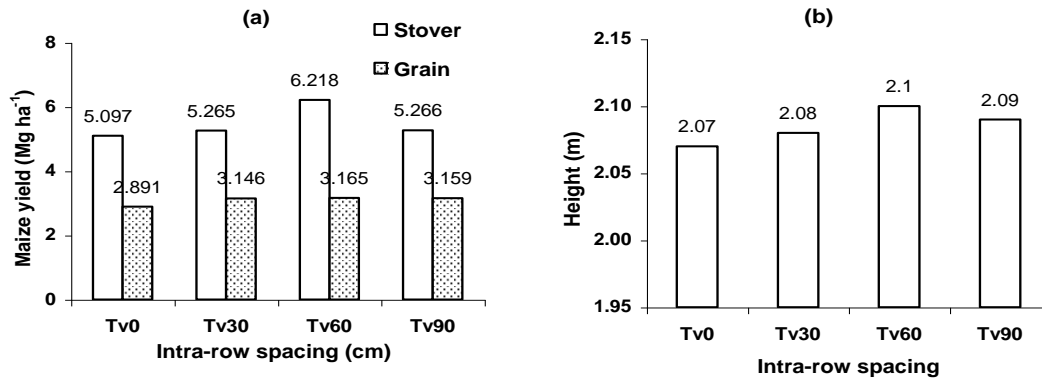 (a)
Stover
Grain
Maize yield (Mg ha⁻¹)
8
6
4
2
0
5.097
2.891
5.265
3.146
6.218
3.165
5.266
3.159
Tv0 Tv30 Tv60 Tv90
Intra-row spacing (cm)
(b)
Height (m)
2.15
2.10
2.05
2.00
1.95
2.07
2.08
2.1
2.09
Tv0 Tv30 Tv60 Tv90
Intra-row spacing